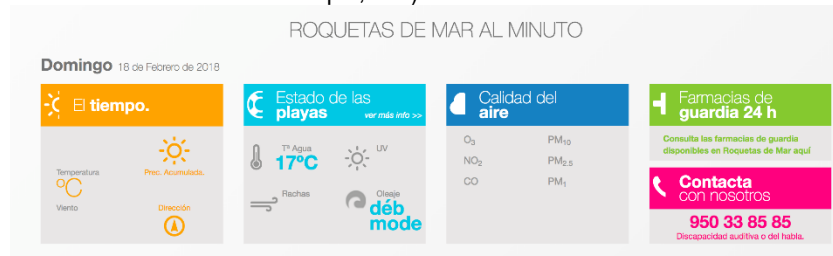 ROQUETAS DE MAR AL MINUTO
Domingo 18 de Febrero de 2018
El tiempo.
Temperatura
ºC
Prec. Acumulada.
Viento
Dirección
Estado de las
playas
ver más info >>
Tº Agua
17ºC
UV
Rachas
Oleaje
déb
mode
Calidad del
aire
O₃
PM₁₀
NO₂
PM₂.₅
CO
PM₁
Farmacias de
guardia 24 h
Consulta las farmacias de guardia
disponibles en Roquetas de Mar aquí
Contacta
con nosotros
950 33 85 85
Discapacidad auditiva o del habla.